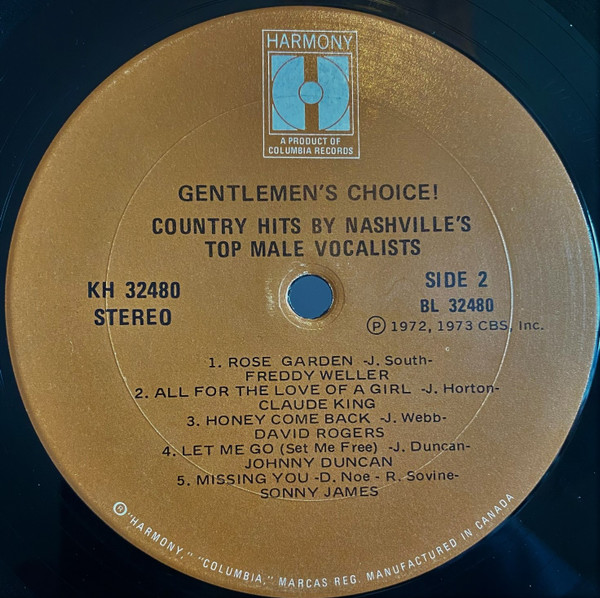 HARMONY
H
A PRODUCT OF
COLUMBIA RECORDS
GENTLEMEN'S CHOICE!
COUNTRY HITS BY NASHVILLE'S
TOP MALE VOCALISTS
KH 32480
STEREO
SIDE 2
BL 32480
Ⓟ 1972, 1973 CBS, Inc.
1. ROSE GARDEN -J. South-
FREDDY WELLER
2. ALL FOR THE LOVE OF A GIRL -J. Horton-
CLAUDE KING
3. HONEY COME BACK -J. Webb-
DAVID ROGERS
4. LET ME GO (Set Me Free) -J. Duncan-
JOHNNY DUNCAN
5. MISSING YOU -D. Noe - R. Sovine-
SONNY JAMES
® "HARMONY," "COLUMBIA," MARCAS REG. MANUFACTURED IN CANADA